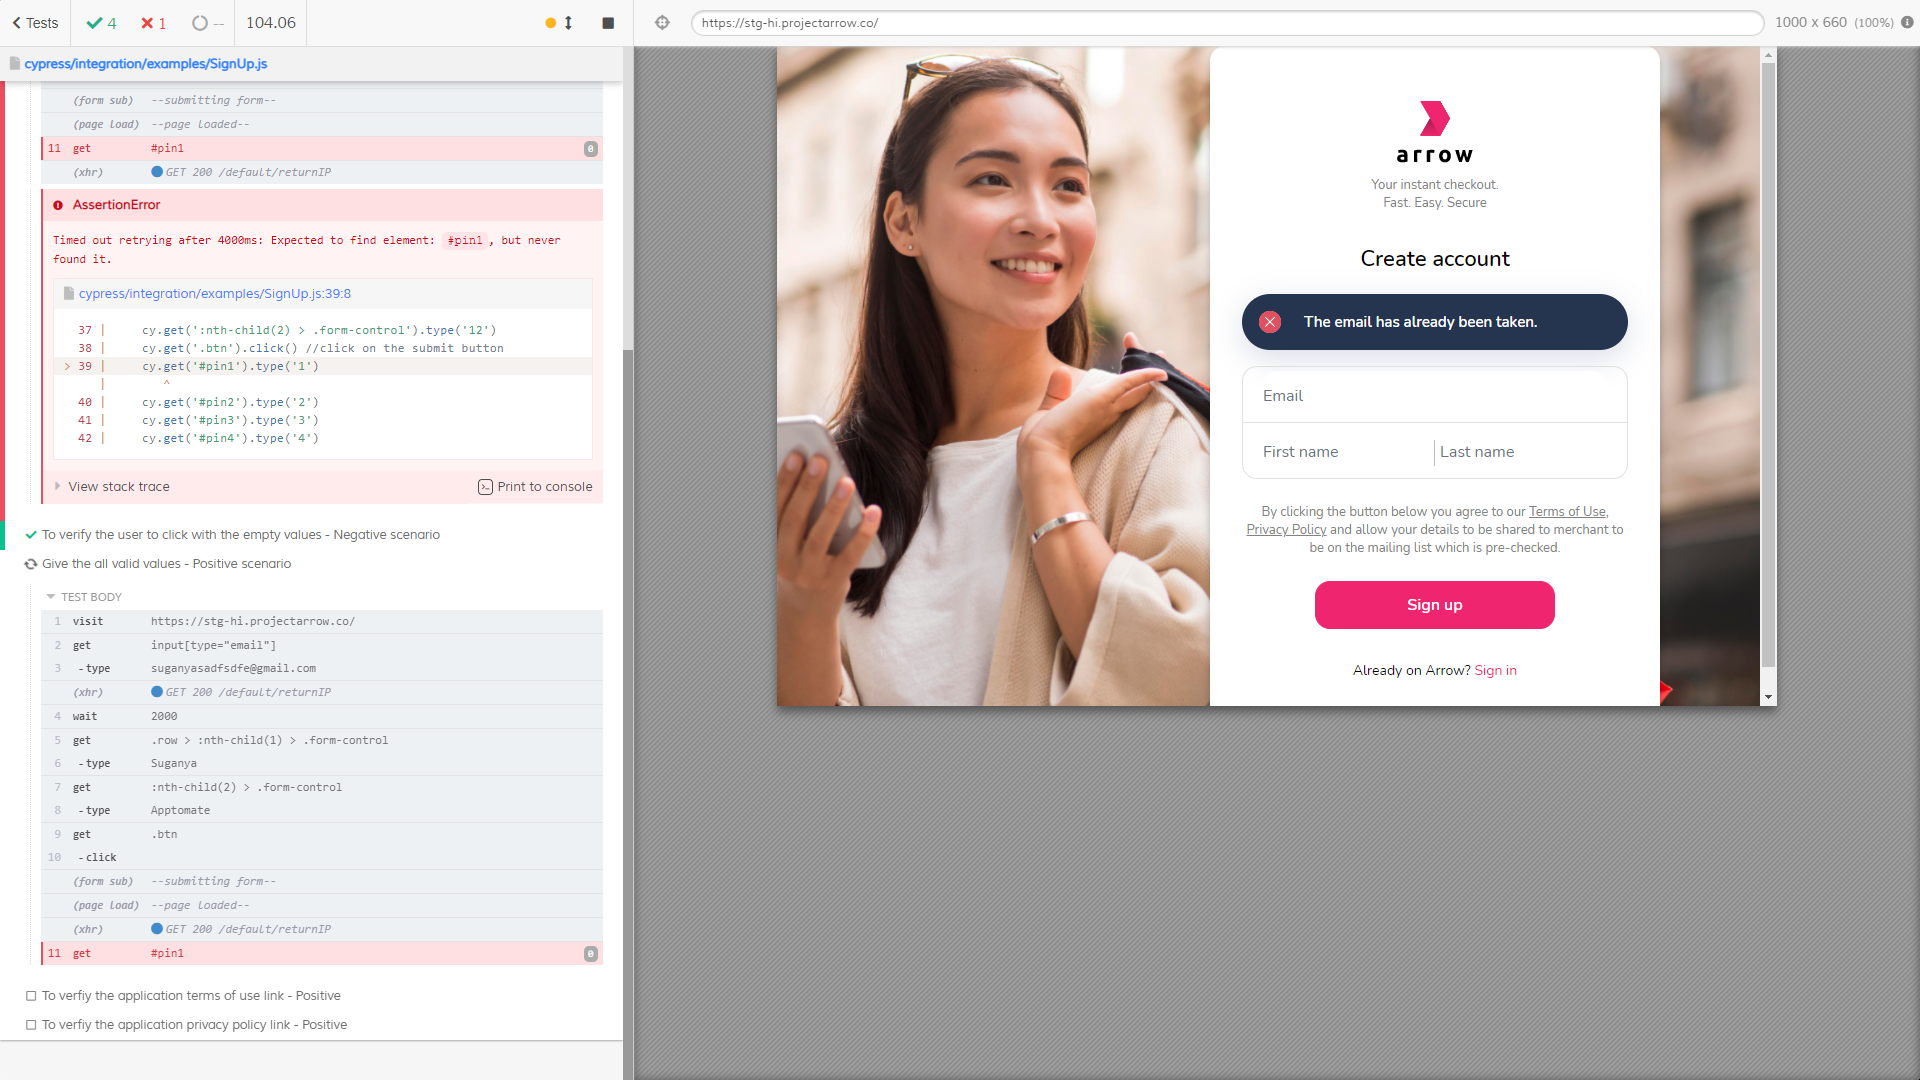 Tests
4
1
--
104.06
https://stg-hi.projectarrow.co/
1000 x 660 (100%)
cypress/integration/examples/SignUp.js
(form sub) --submitting form--
(page load) --page loaded--
11 get #pin1 0
(xhr) GET 200 /default/returnIP
AssertionError
Timed out retrying after 4000ms: Expected to find element: #pin1, but never
found it.
cypress/integration/examples/SignUp.js:39:8
37 | cy.get(':nth-child(2) > .form-control').type('12')
38 | cy.get('.btn').click() //click on the submit button
> 39 | cy.get('#pin1').type('1')
| ^
40 | cy.get('#pin2').type('2')
41 | cy.get('#pin3').type('3')
42 | cy.get('#pin4').type('4')
View stack trace
Print to console
To verify the user to click with the empty values - Negative scenario
Give the all valid values - Positive scenario
TEST BODY
1 visit https://stg-hi.projectarrow.co/
2 get input[type="email"]
3 -type suganyasadfsdfe@gmail.com
(xhr) GET 200 /default/returnIP
4 wait 2000
5 get .row > :nth-child(1) > .form-control
6 -type Suganya
7 get :nth-child(2) > .form-control
8 -type Apptomate
9 get .btn
10 -click
(form sub) --submitting form--
(page load) --page loaded--
(xhr) GET 200 /default/returnIP
11 get #pin1 0
To verfiy the application terms of use link - Positive
To verfiy the application privacy policy link - Positive
arrow
Your instant checkout.
Fast. Easy. Secure
Create account
The email has already been taken.
Email
First name
Last name
By clicking the button below you agree to our Terms of Use,
Privacy Policy and allow your details to be shared to merchant to
be on the mailing list which is pre-checked.
Sign up
Already on Arrow? Sign in